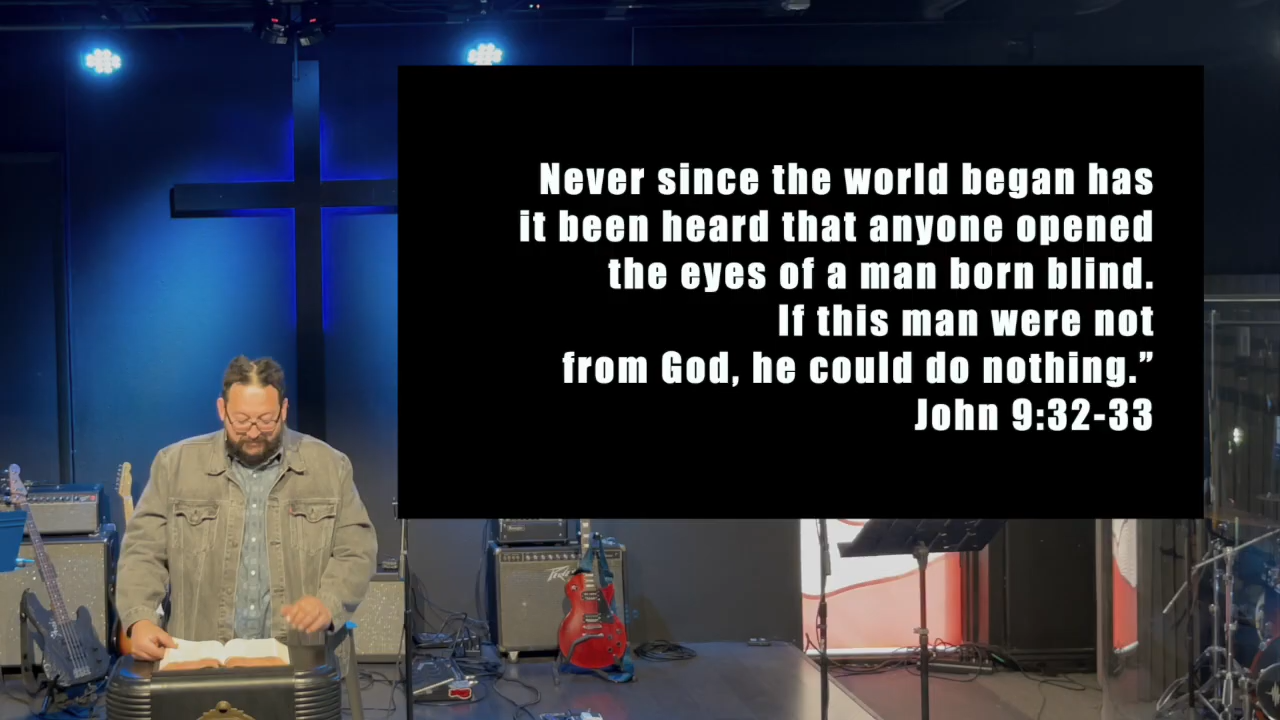 Never since the world began has
it been heard that anyone opened
the eyes of a man born blind.
If this man were not
from God, he could do nothing.”
John 9:32-33
Peavey